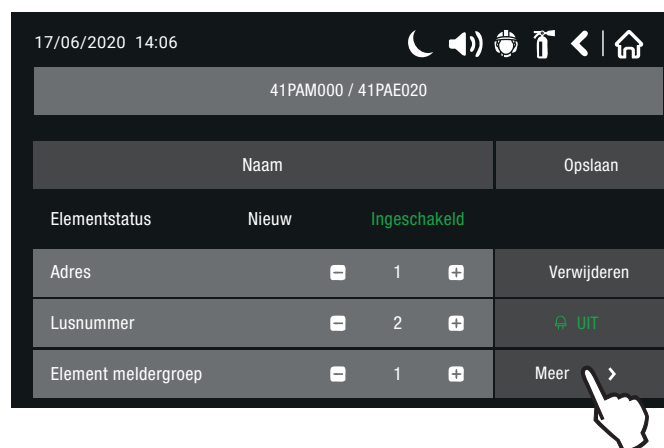 17/06/2020 14:06
41PAM000 / 41PAE020
Naam Opslaan
Elementstatus Nieuw Ingeschakeld
Adres 1 Verwijderen
Lusnummer 2 UIT
Element meldergroep 1 Meer